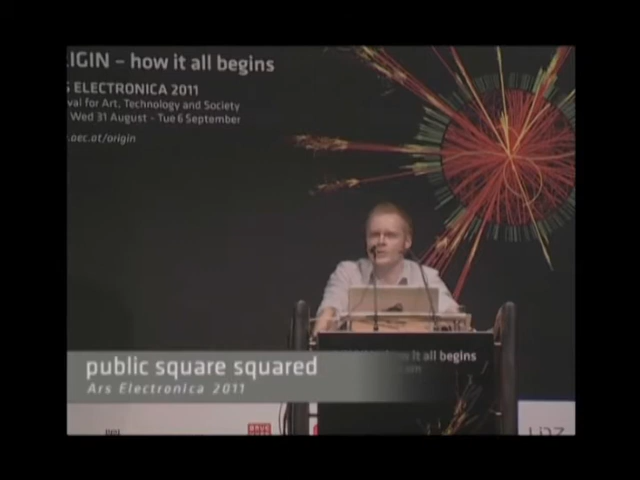 IGIN – how it all begins
S ELECTRONICA 2011
val for Art, Technology and Society
Wed 31 August - Tue 6 September
.aec.at/origin
how it all begins
public square squared
Ars Electronica 2011